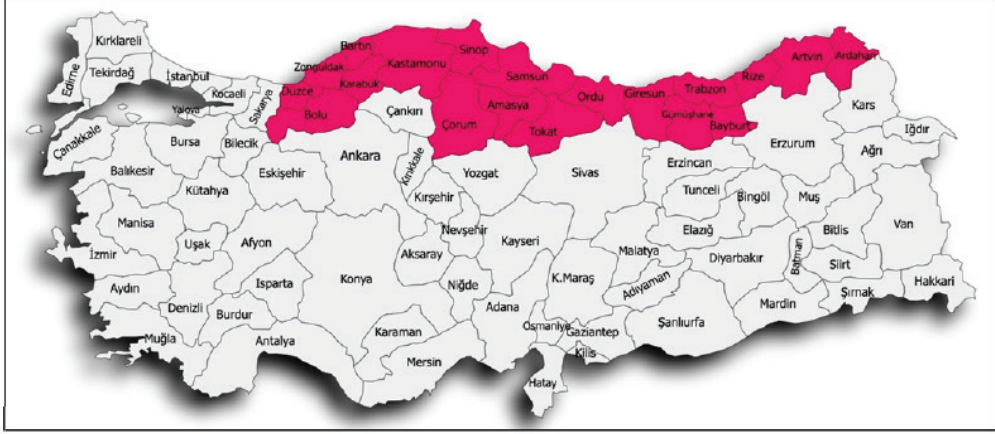 Kırklareli
Edirne
Tekirdağ
İstanbul
Kocaeli
Yalova
Sakarya
Düzce
Zonguldak
Bartın
Karabük
Kastamonu
Sinop
Samsun
Bolu
Çankırı
Çorum
Amasya
Tokat
Ordu
Giresun
Trabzon
Gümüşhane
Bayburt
Rize
Artvin
Ardahan
Kars
Iğdır
Ağrı
Erzurum
Erzincan
Çanakkale
Balıkesir
Bursa
Bilecik
Kütahya
Eskişehir
Ankara
Kırıkkale
Kırşehir
Yozgat
Sivas
Tunceli
Bingöl
Muş
Bitlis
Van
Manisa
İzmir
Uşak
Afyon
Konya
Aksaray
Nevşehir
Kayseri
Malatya
Elazığ
Diyarbakır
Batman
Siirt
Şırnak
Hakkari
Aydın
Denizli
Isparta
Burdur
Muğla
Antalya
Karaman
Mersin
Niğde
Adana
K.Maraş
Adıyaman
Osmaniye
Gaziantep
Kilis
Hatay
Şanlıurfa
Mardin